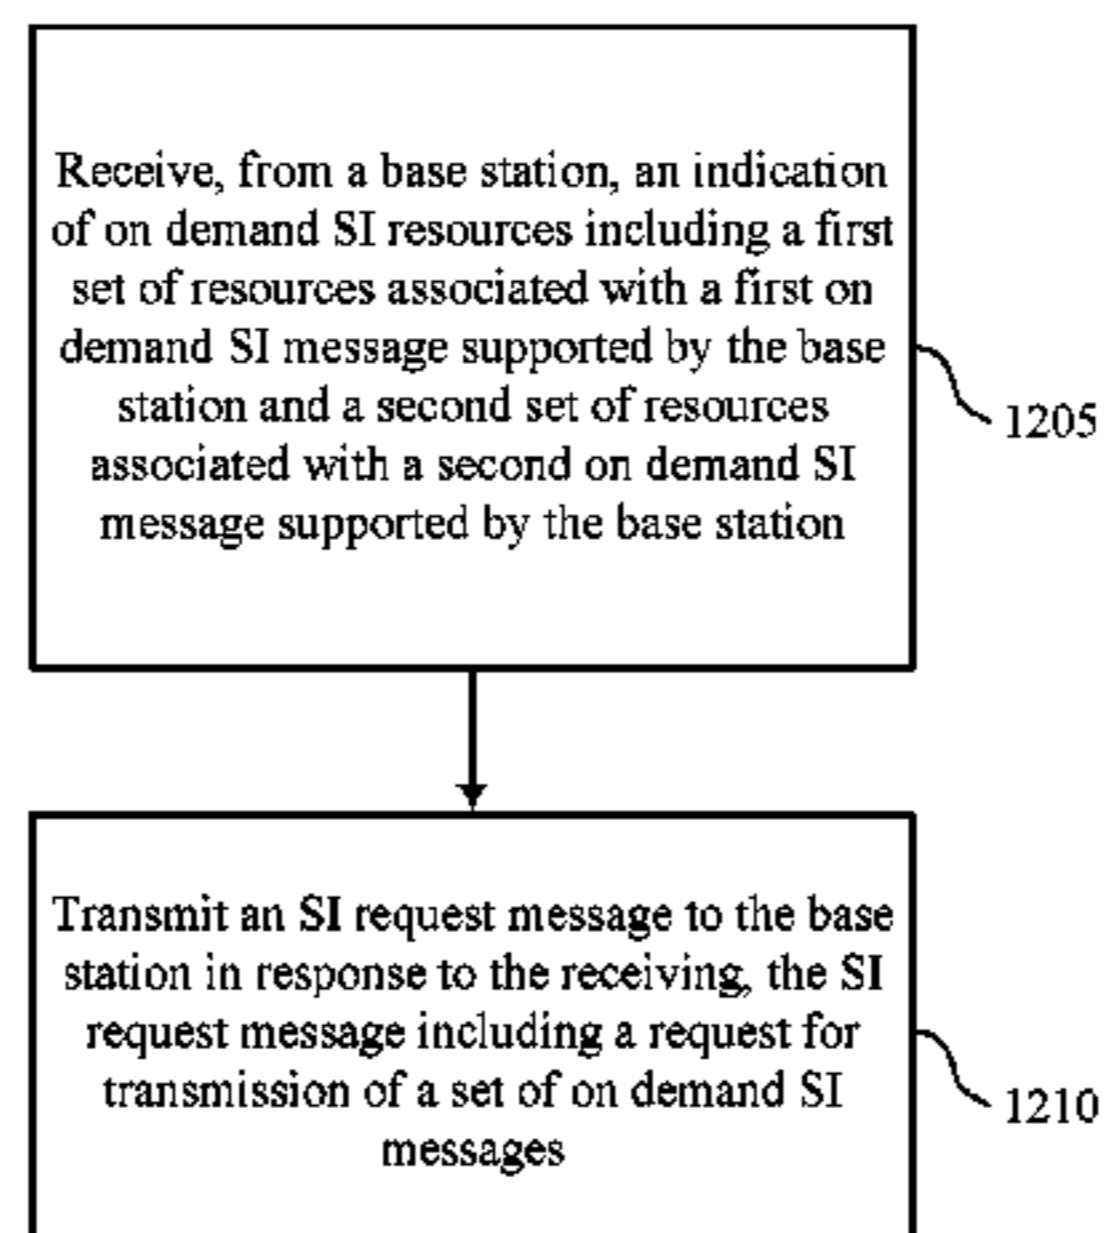 Receive, from a base station, an indication
of on demand SI resources including a first
set of resources associated with a first on
demand SI message supported by the base
station and a second set of resources
associated with a second on demand SI
message supported by the base station
1205
Transmit an SI request message to the base
station in response to the receiving, the SI
request message including a request for
transmission of a set of on demand SI
messages
1210